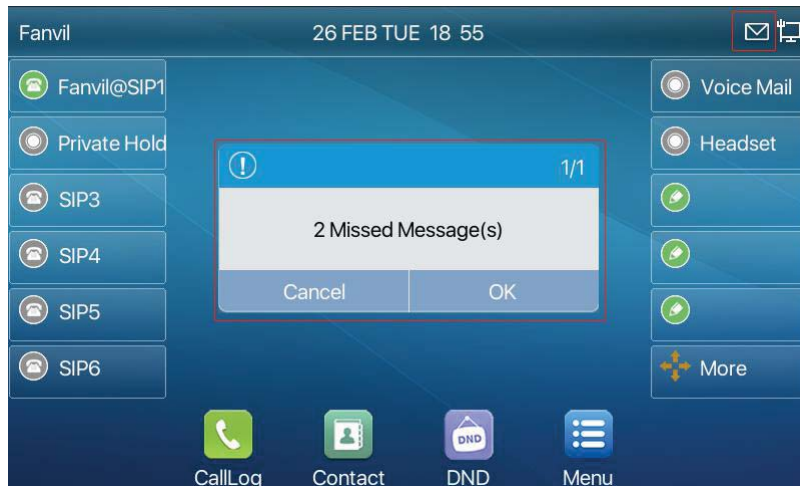 Fanvil 26 FEB TUE 18 55
Fanvil@SIP1
Private Hold
SIP3
SIP4
SIP5
SIP6
1/1
2 Missed Message(s)
Cancel OK
Voice Mail
Headset
More
DND
CallLog Contact DND Menu